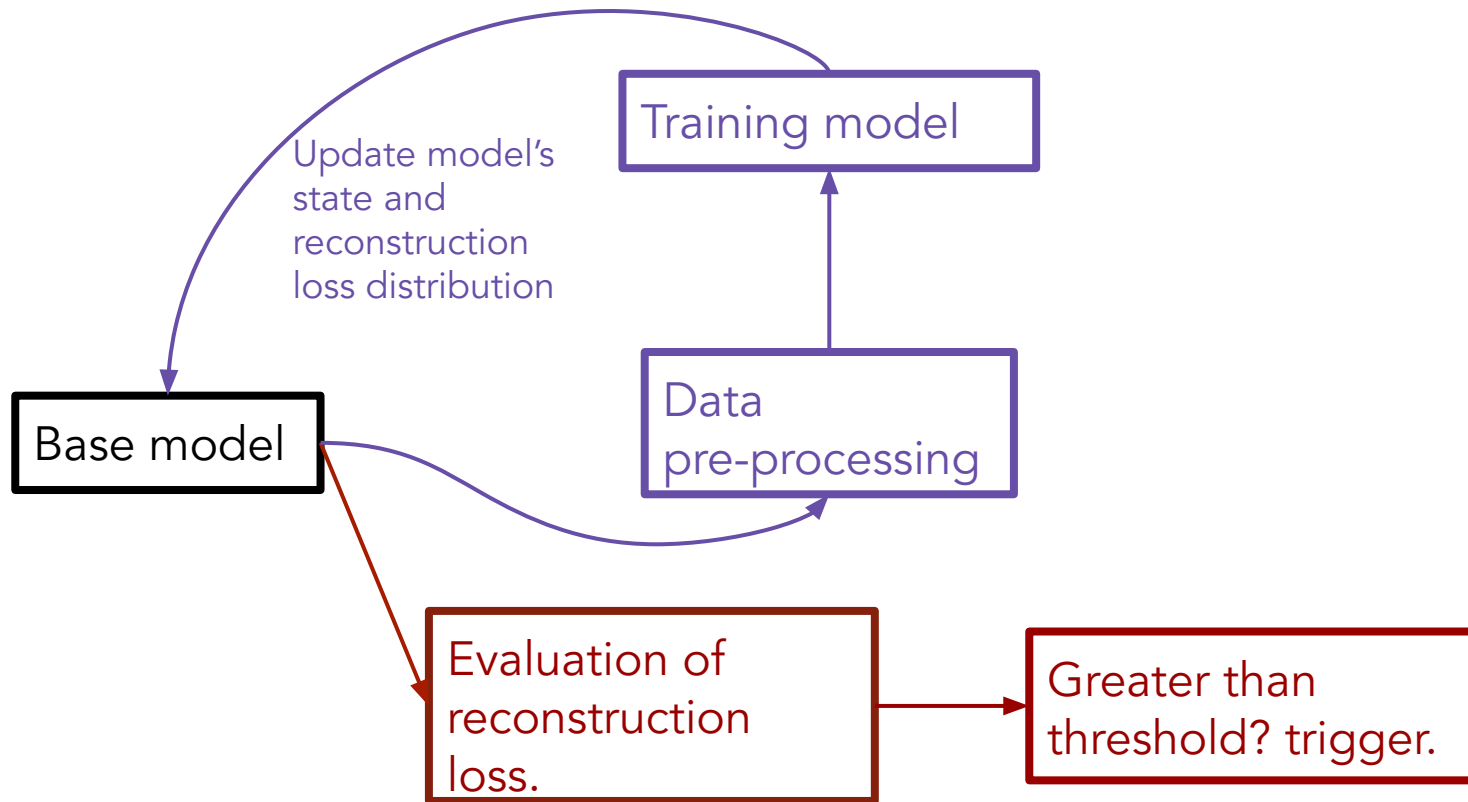 Training model
Update model’s
state and
reconstruction
loss distribution
Data
pre-processing
Base model
Evaluation of
reconstruction
loss.
Greater than
threshold? trigger.